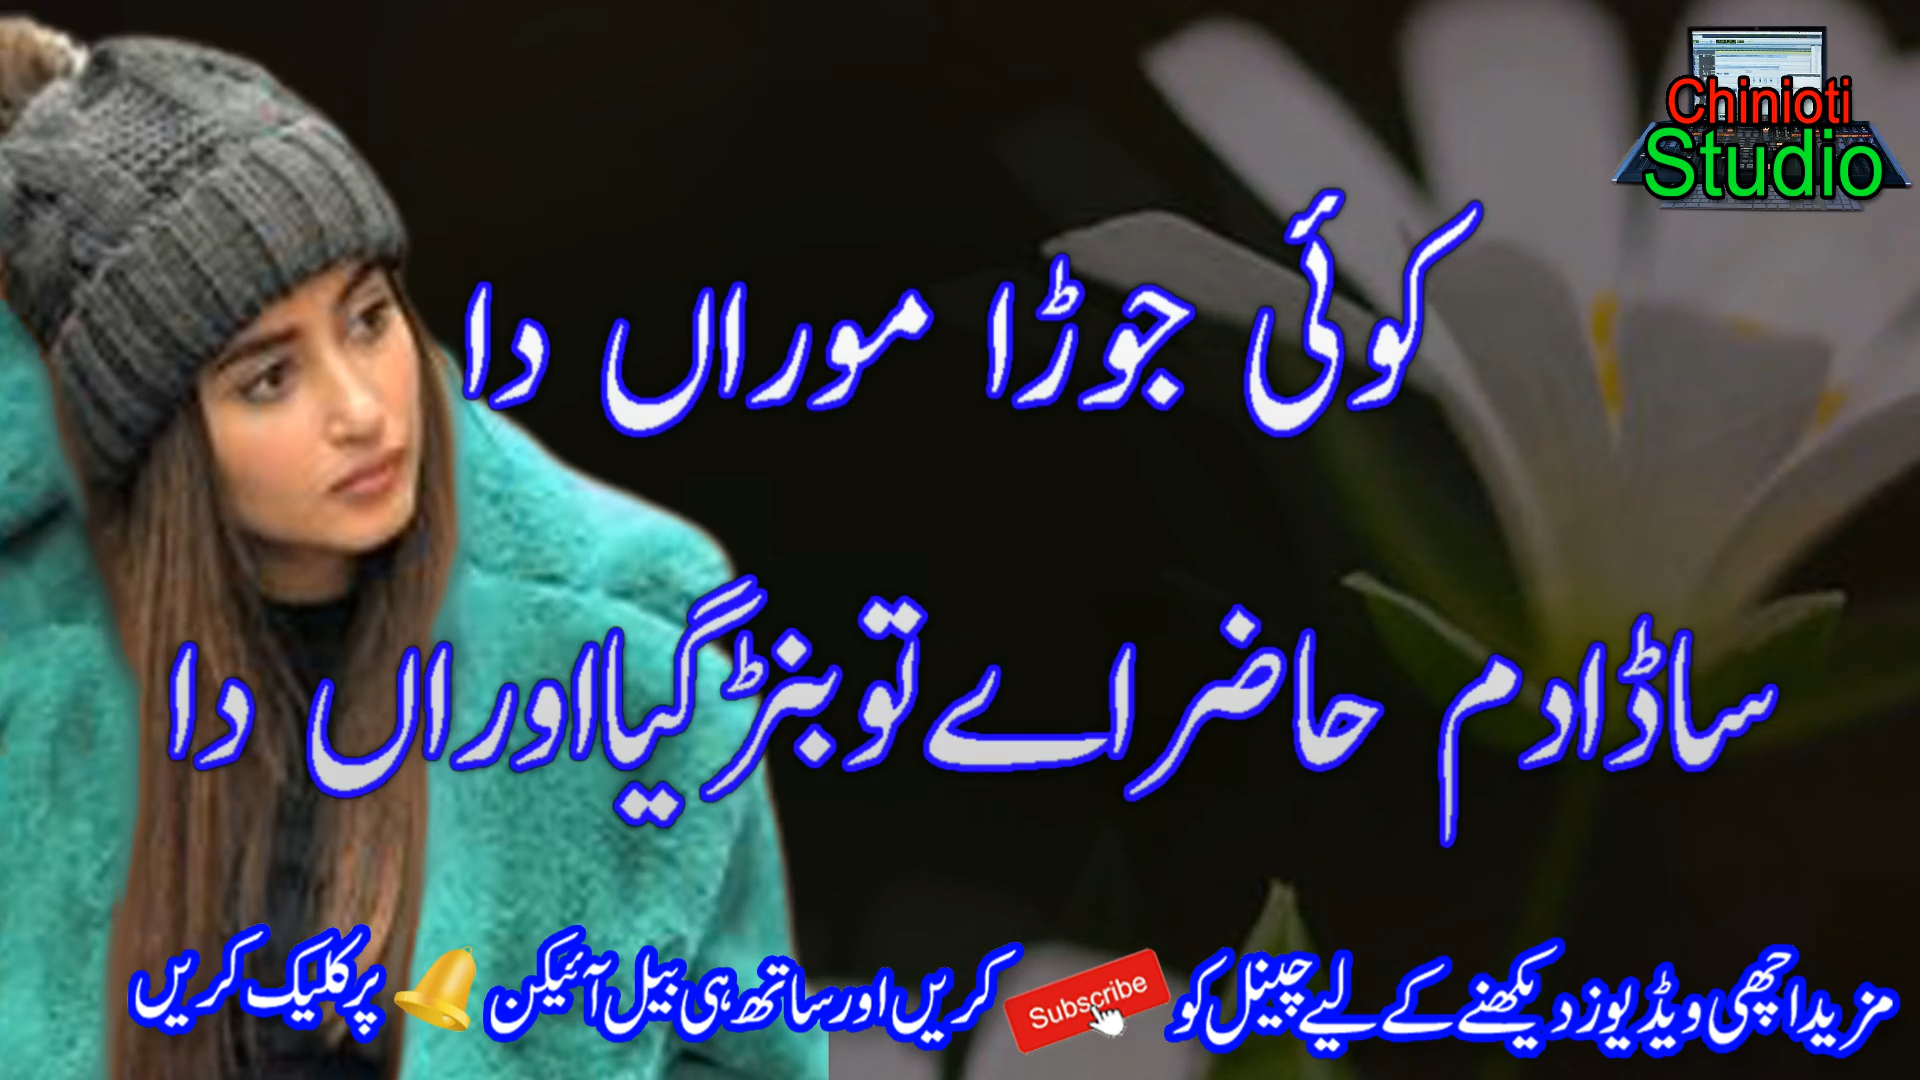 Chinioti
Studio
کوئی جوڑا موراں دا
ساڈا دم حاضر اے تو بنڑ گیا اوراں دا
مزید اچھی ویڈیوز دیکھنے کے لیے چینل کو Subscribe کریں اور ساتھ ہی بیل آئیکن پر کلیک کریں